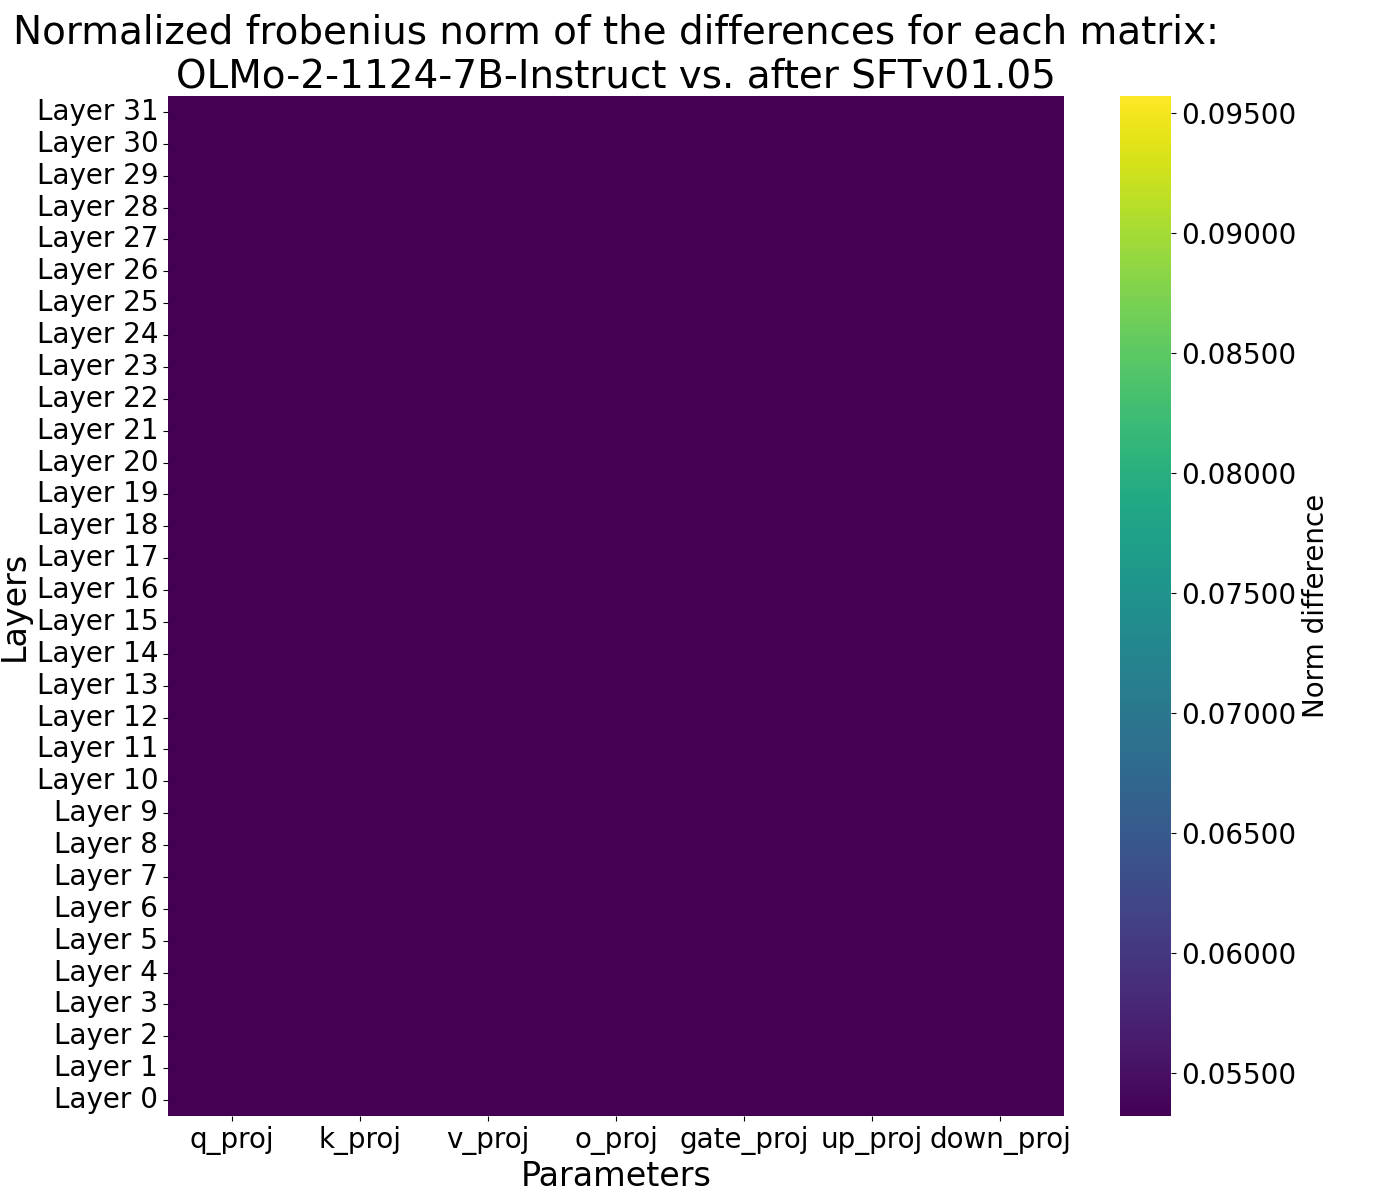 Normalized frobenius norm of the differences for each matrix:
OLMo-2-1124-7B-Instruct vs. after SFTv01.05
Layers
Layer 31
Layer 30
Layer 29
Layer 28
Layer 27
Layer 26
Layer 25
Layer 24
Layer 23
Layer 22
Layer 21
Layer 20
Layer 19
Layer 18
Layer 17
Layer 16
Layer 15
Layer 14
Layer 13
Layer 12
Layer 11
Layer 10
Layer 9
Layer 8
Layer 7
Layer 6
Layer 5
Layer 4
Layer 3
Layer 2
Layer 1
Layer 0
q_proj k_proj v_proj o_proj gate_proj up_proj down_proj
Parameters
0.09500
0.09000
0.08500
0.08000
0.07500
0.07000
0.06500
0.06000
0.05500
Norm difference